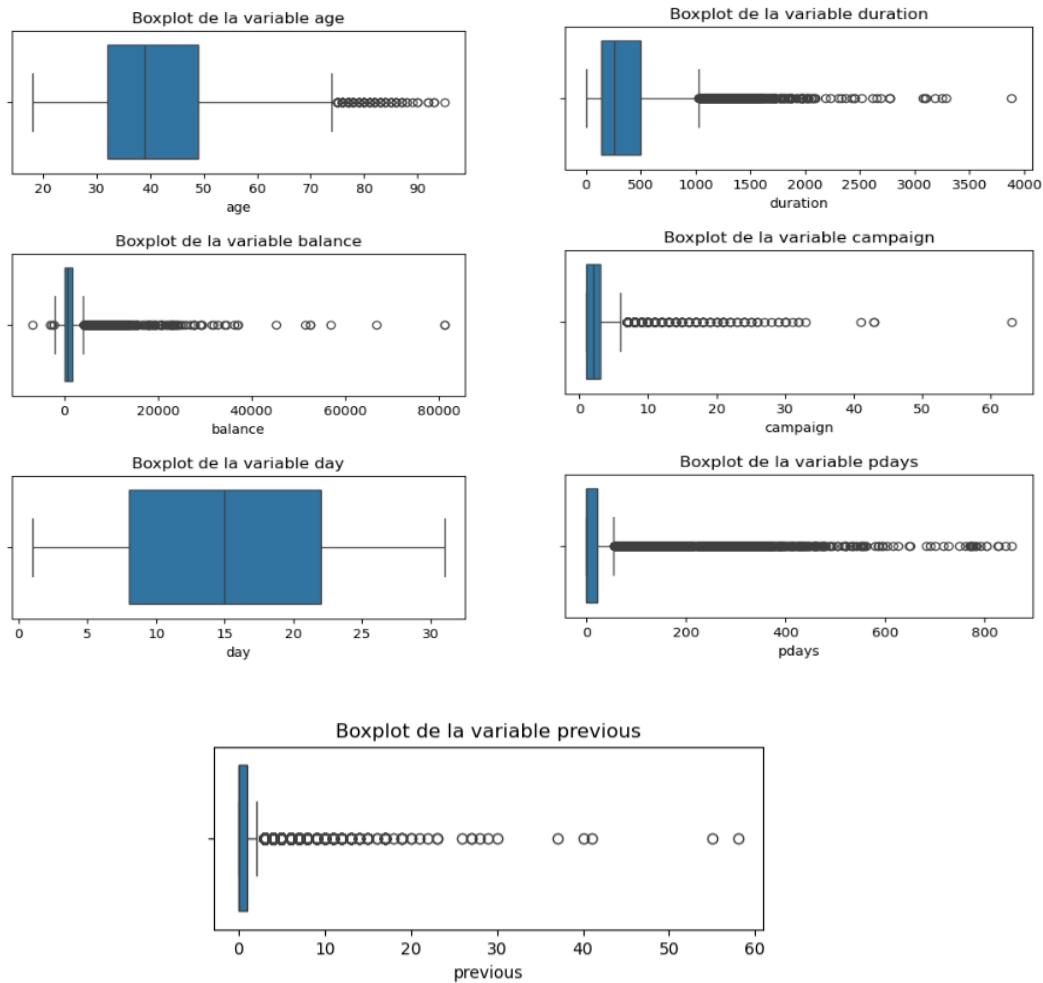 Boxplot de la variable age
20 30 40 50 60 70 80 90
age
Boxplot de la variable duration
0 500 1000 1500 2000 2500 3000 3500 4000
duration
Boxplot de la variable balance
0 20000 40000 60000 80000
balance
Boxplot de la variable campaign
0 10 20 30 40 50 60
campaign
Boxplot de la variable day
0 5 10 15 20 25 30
day
Boxplot de la variable pdays
0 200 400 600 800
pdays
Boxplot de la variable previous
0 10 20 30 40 50 60
previous